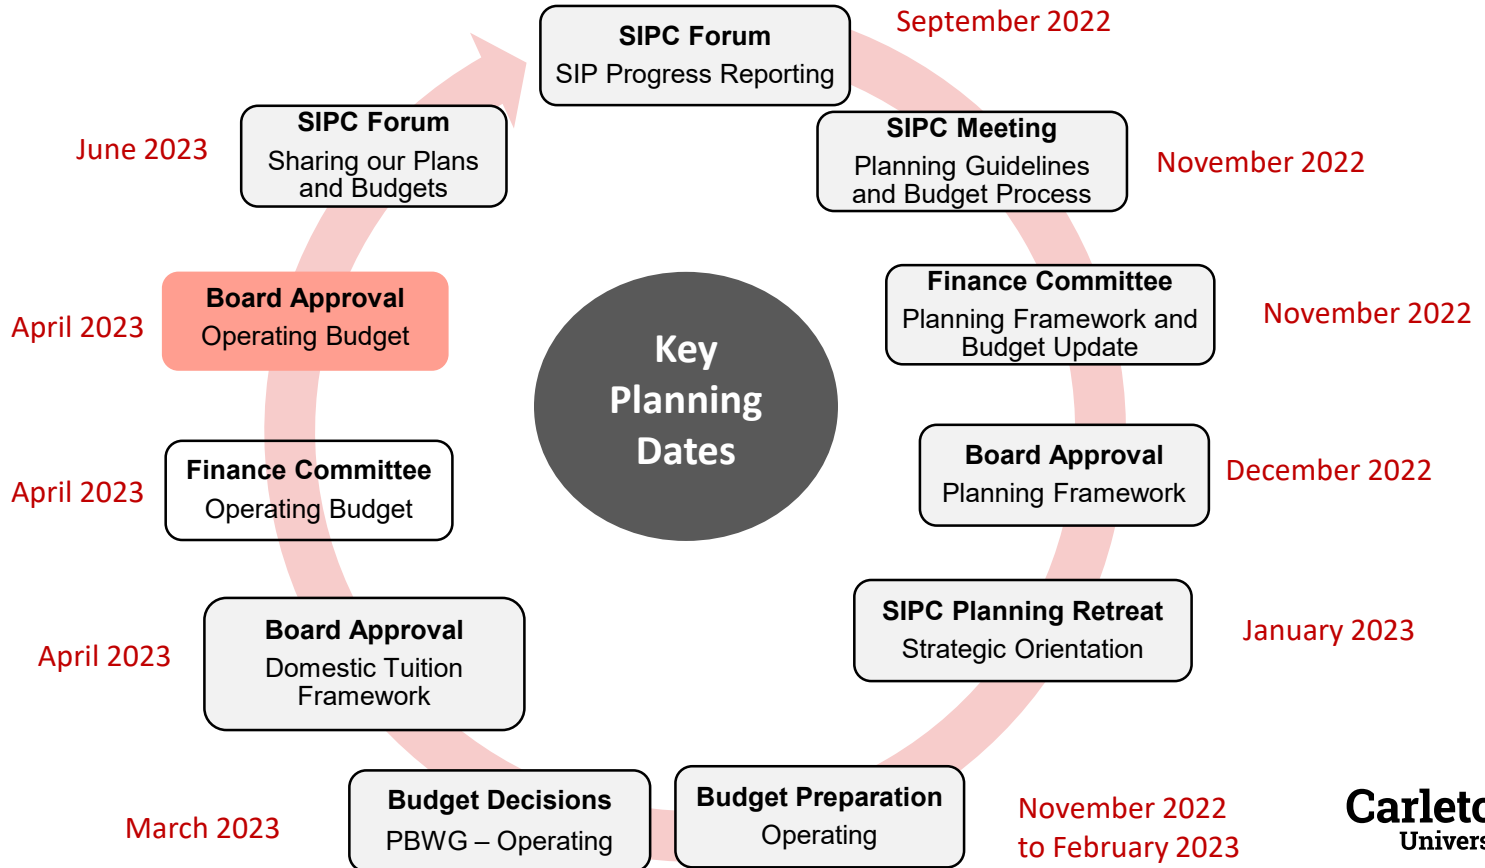 SIPC Forum
SIP Progress Reporting
September 2022
SIPC Meeting
Planning Guidelines
and Budget Process
November 2022
Finance Committee
Planning Framework and
Budget Update
November 2022
Board Approval
Planning Framework
December 2022
SIPC Planning Retreat
Strategic Orientation
January 2023
Budget Preparation
Operating
November 2022
to February 2023
Budget Decisions
PBWG – Operating
March 2023
Board Approval
Domestic Tuition
Framework
April 2023
Finance Committee
Operating Budget
April 2023
Board Approval
Operating Budget
April 2023
SIPC Forum
Sharing our Plans
and Budgets
June 2023
Key
Planning
Dates